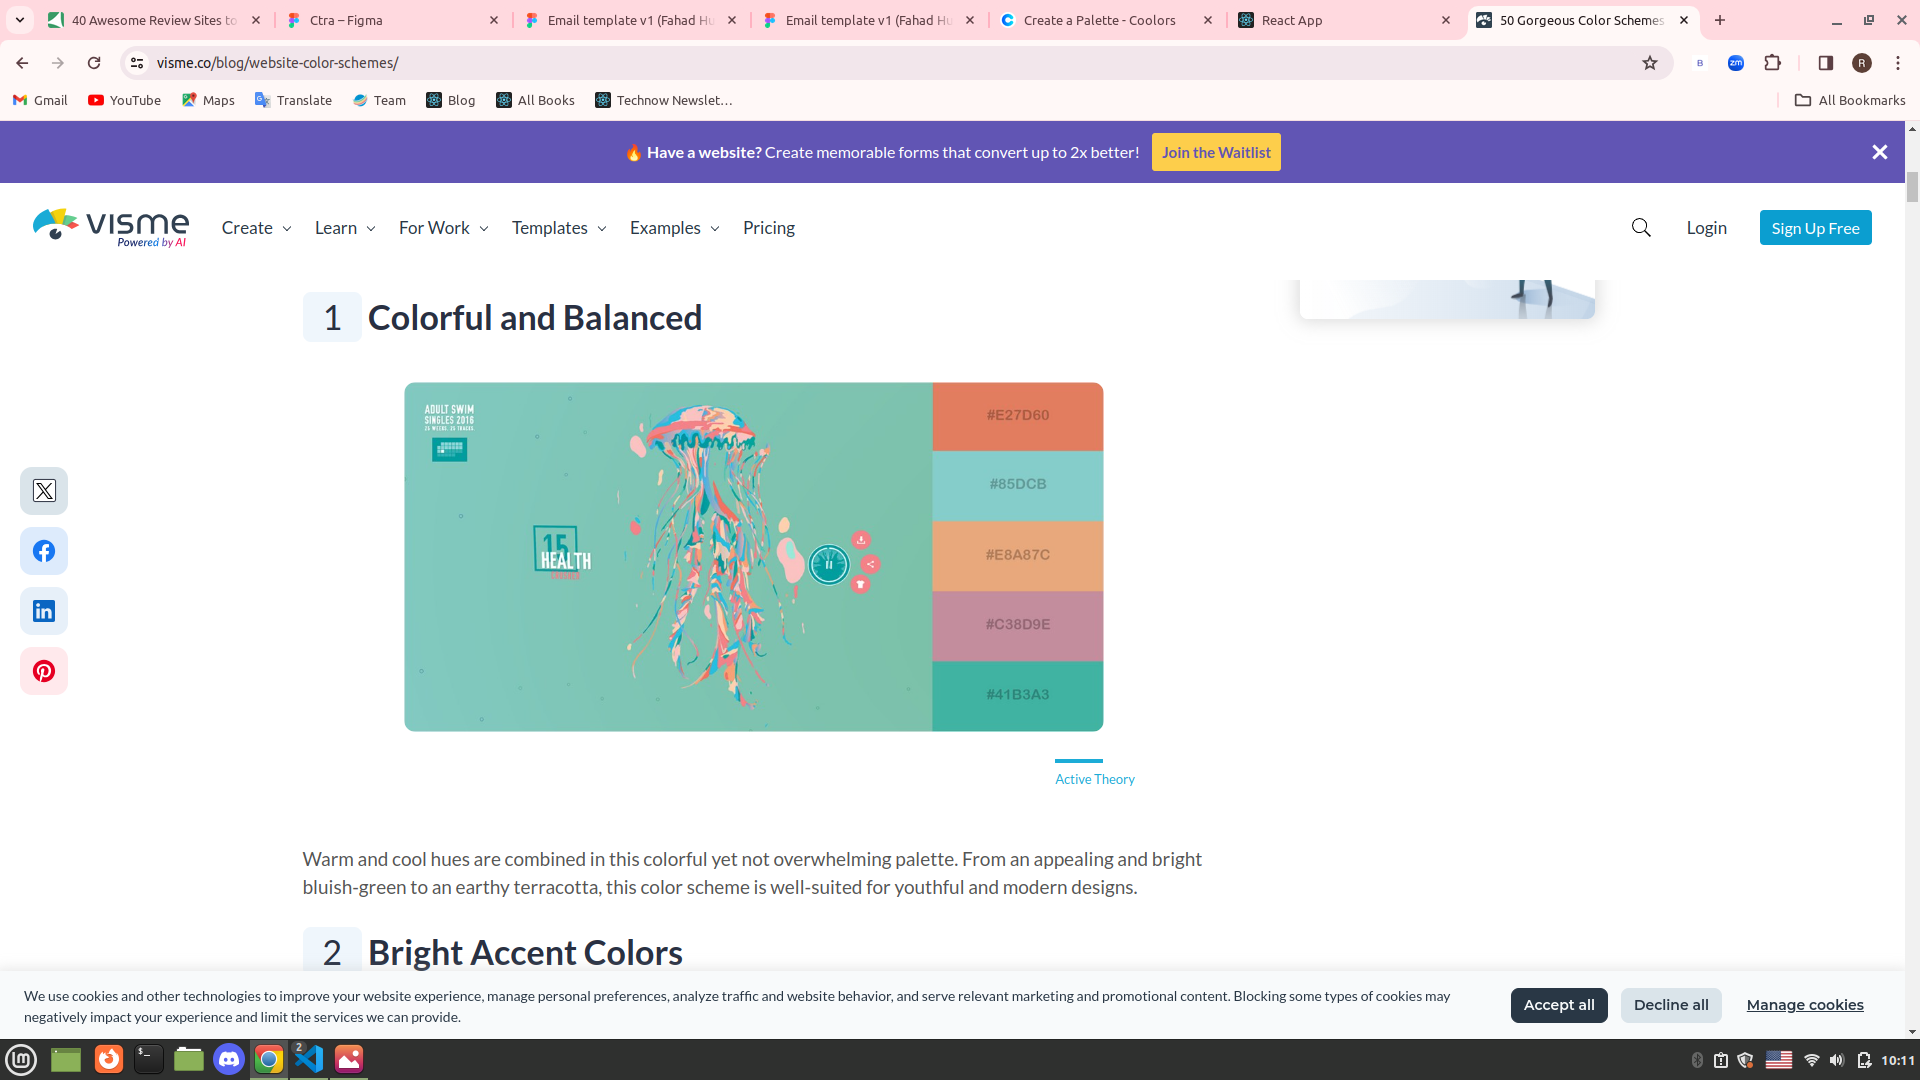 40 Awesome Review Sites to
Ctra – Figma
Email template v1 (Fahad Hu
Email template v1 (Fahad Hu
Create a Palette - Coolors
React App
50 Gorgeous Color Schemes
visme.co/blog/website-color-schemes/
B
zm
R
Gmail
YouTube
Maps
Translate
Team
Blog
All Books
Technow Newslet…
All Bookmarks
🔥 Have a website? Create memorable forms that convert up to 2x better!
Join the Waitlist
visme
Powered by AI
Create
Learn
For Work
Templates
Examples
Pricing
Login
Sign Up Free
1 Colorful and Balanced
ADULT SWIM
SINGLES 2016
15
HEALTH
#E27D60
#85DCB
#E8A87C
#C38D9E
#41B3A3
Active Theory
Warm and cool hues are combined in this colorful yet not overwhelming palette. From an appealing and bright
bluish-green to an earthy terracotta, this color scheme is well-suited for youthful and modern designs.
2 Bright Accent Colors
We use cookies and other technologies to improve your website experience, manage personal preferences, analyze traffic and website behavior, and serve relevant marketing and promotional content. Blocking some types of cookies may
negatively impact your experience and limit the services we can provide.
Accept all
Decline all
Manage cookies
2
10:11